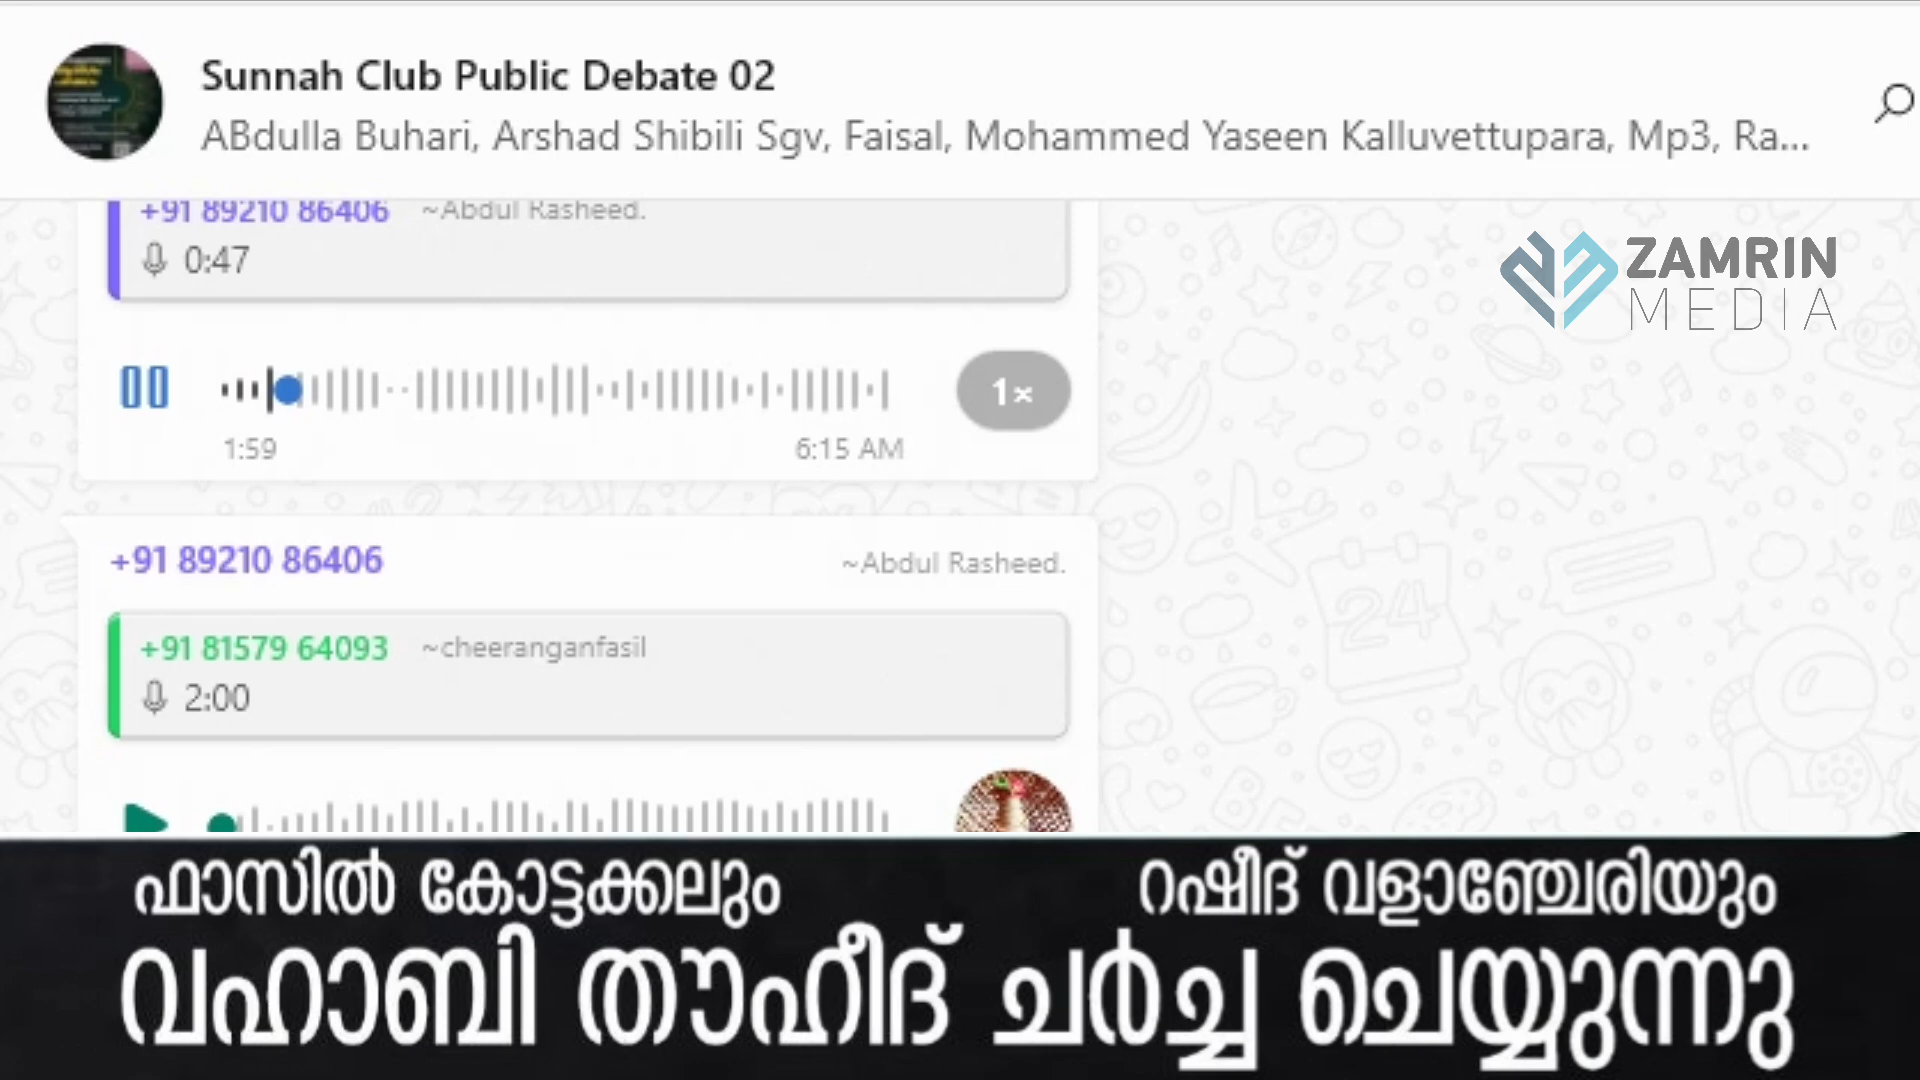 Sunnah Club Public Debate 02
ABdulla Buhari, Arshad Shibili Sgv, Faisal, Mohammed Yaseen Kalluvettupara, Mp3, Ra...
+91 89210 86406 ~Abdul Rasheed.
0:47
ZAMRIN
MEDIA
1×
1:59 6:15 AM
+91 89210 86406 ~Abdul Rasheed.
+91 81579 64093 ~cheeranganfasil
2:00
ഫാസിൽ കോട്ടക്കലും റഷീദ് വളാഞ്ചേരിയും
വഹാബി തൗഹീദ് ചർച്ച ചെയ്യുന്നു